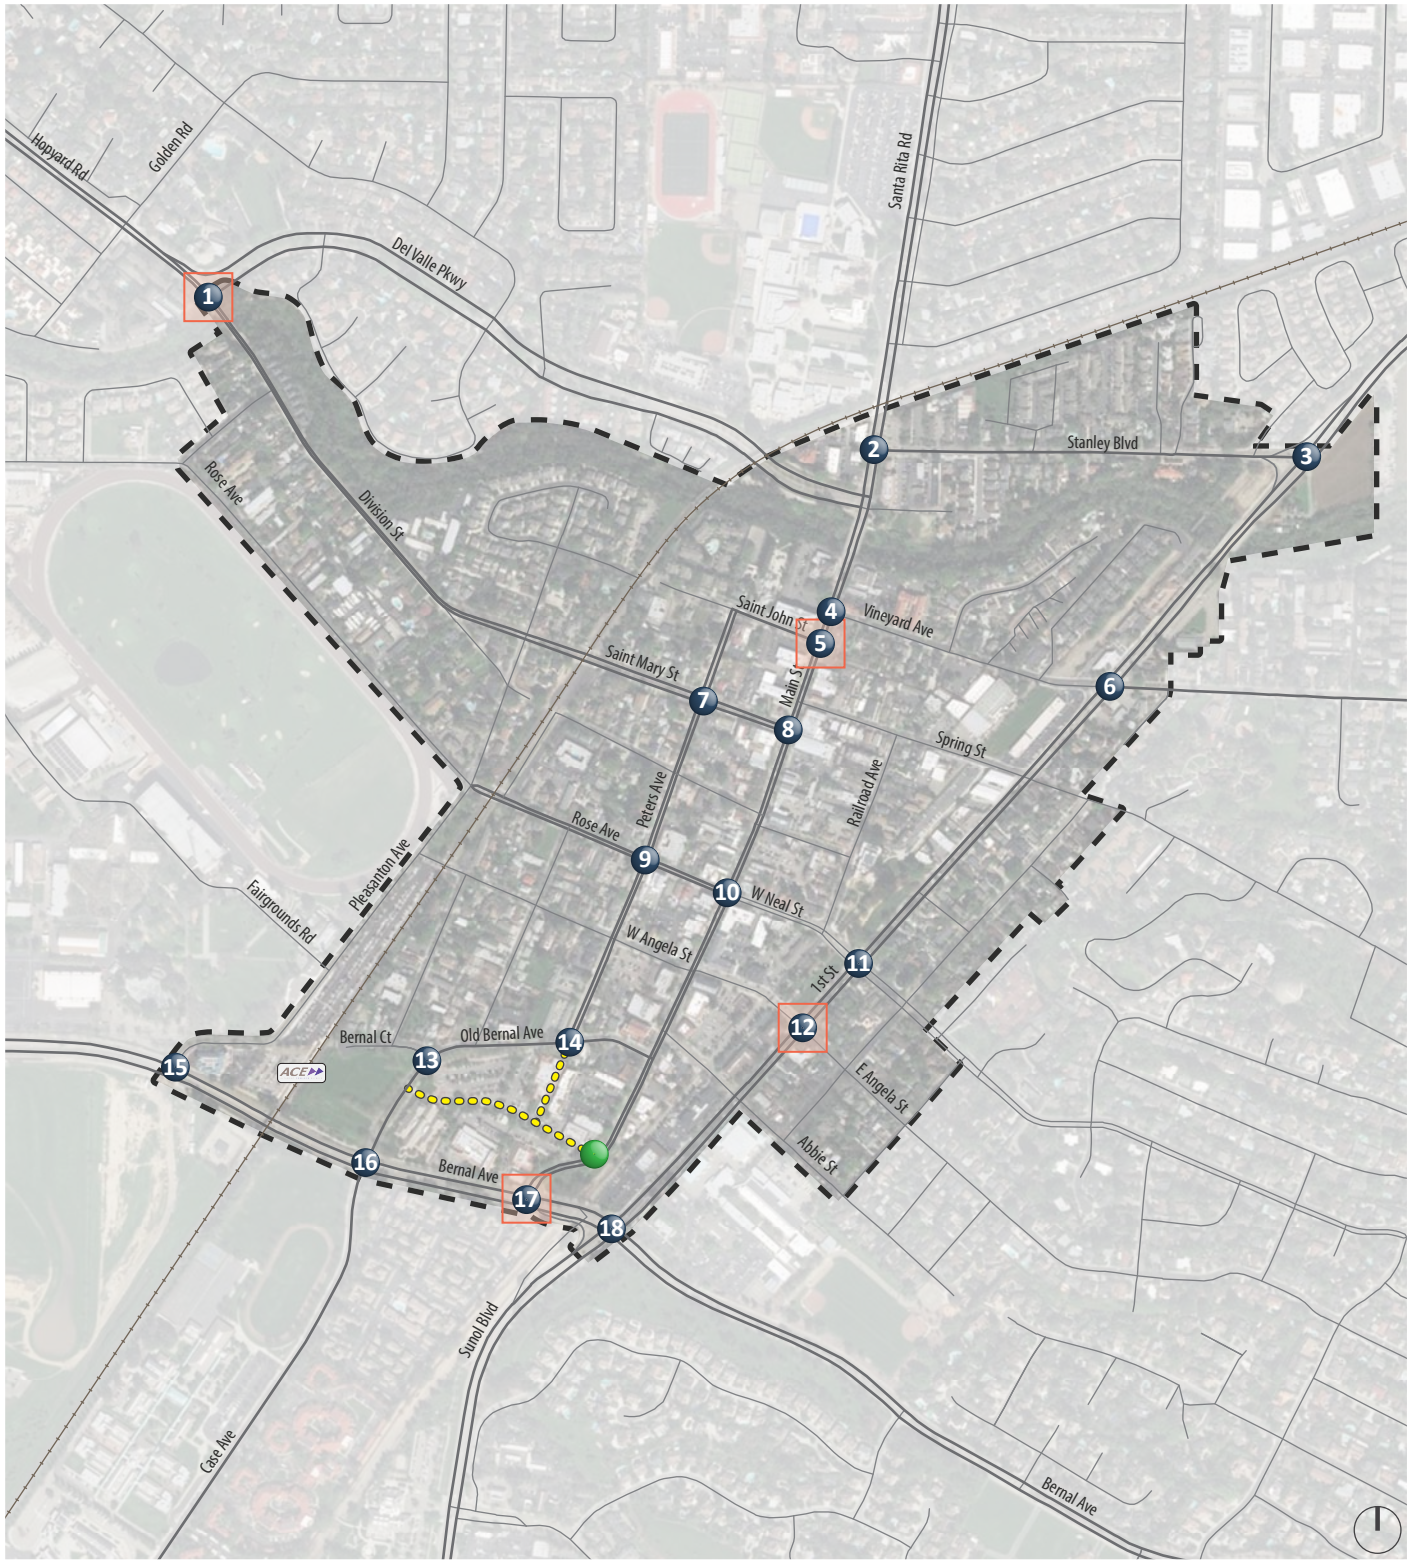 Hopyard Rd
Golden Rd
Santa Rita Rd
Del Valle Pkwy
1
2
Stanley Blvd
3
Rose Ave
Division St
Saint John St
4
Vineyard Ave
5
Saint Mary St
Main St
6
7
8
Spring St
Peters Ave
Railroad Ave
Rose Ave
9
10
W Neal St
Pleasanton Ave
Fairgrounds Rd
W Angela St
11
1st St
12
Bernal Ct
Old Bernal Ave
14
13
15
ACE
E Angela St
Abbie St
16
Bernal Ave
17
18
Sunol Blvd
Case Ave
Bernal Ave